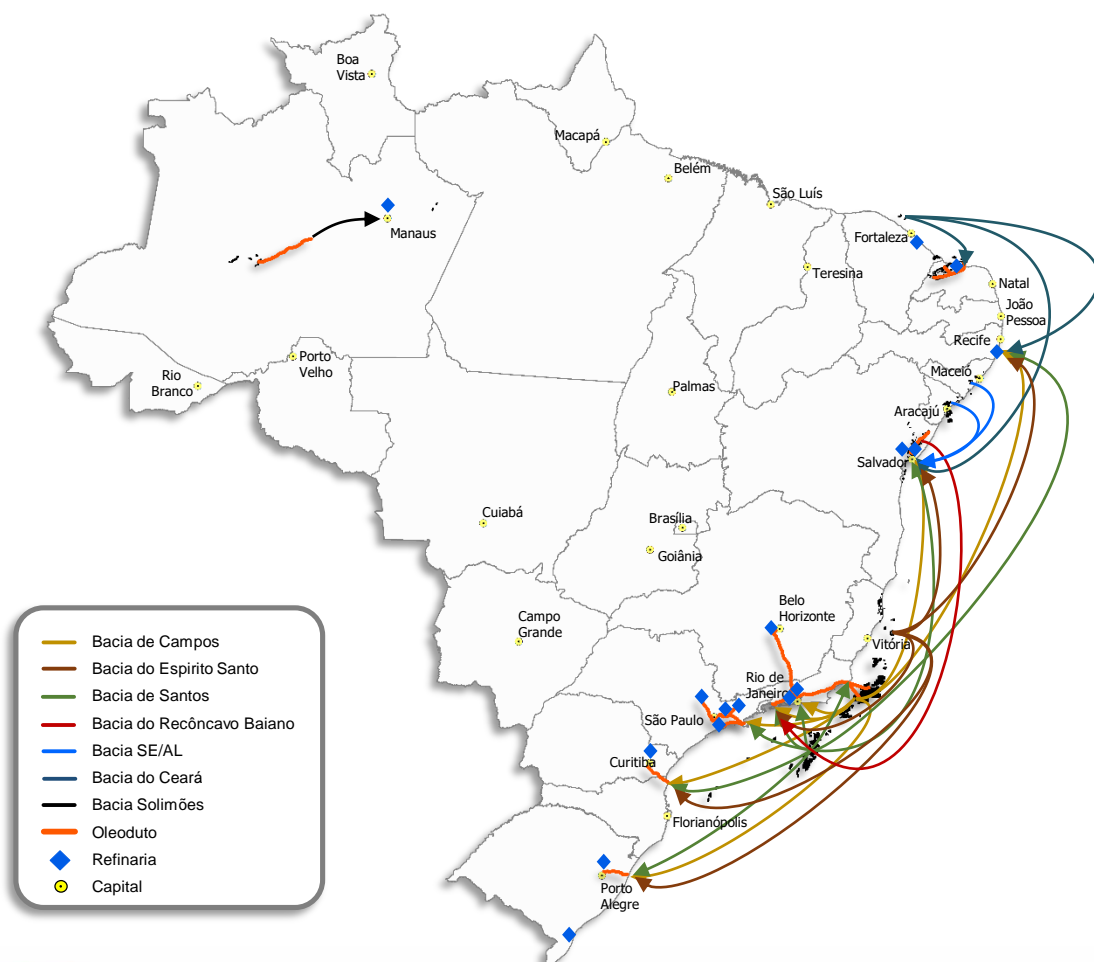 Boa
Vista
Macapá
Belém
São Luís
Manaus
Fortaleza
Teresina
Natal
João
Pessoa
Recife
Porto
Velho
Rio
Branco
Maceió
Palmas
Aracajú
Salvador
Cuiabá
Brasília
Goiânia
Campo
Grande
Belo
Horizonte
Vitória
Rio de
Janeiro
São Paulo
Curitiba
Florianópolis
Porto
Alegre
Bacia de Campos
Bacia do Espirito Santo
Bacia de Santos
Bacia do Recôncavo Baiano
Bacia SE/AL
Bacia do Ceará
Bacia Solimões
Oleoduto
Refinaria
Capital